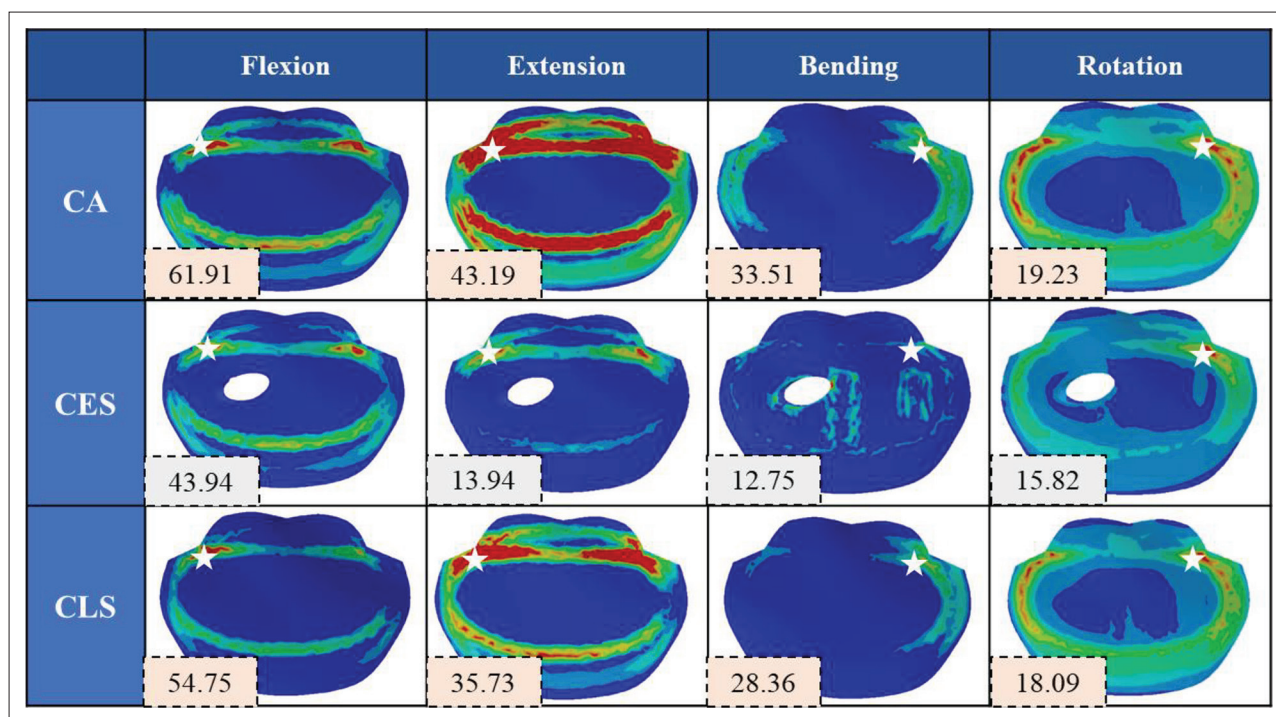 Flexion Extension Bending Rotation
CA
61.91 43.19 33.51 19.23
CES
43.94 13.94 12.75 15.82
CLS
54.75 35.73 28.36 18.09